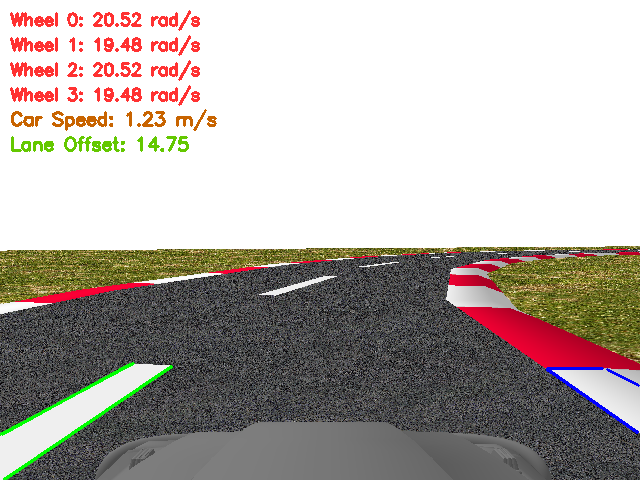 Wheel 0: 20.52 rad/s
Wheel 1: 19.48 rad/s
Wheel 2: 20.52 rad/s
Wheel 3: 19.48 rad/s
Car Speed: 1.23 m/s
Lane Offset: 14.75